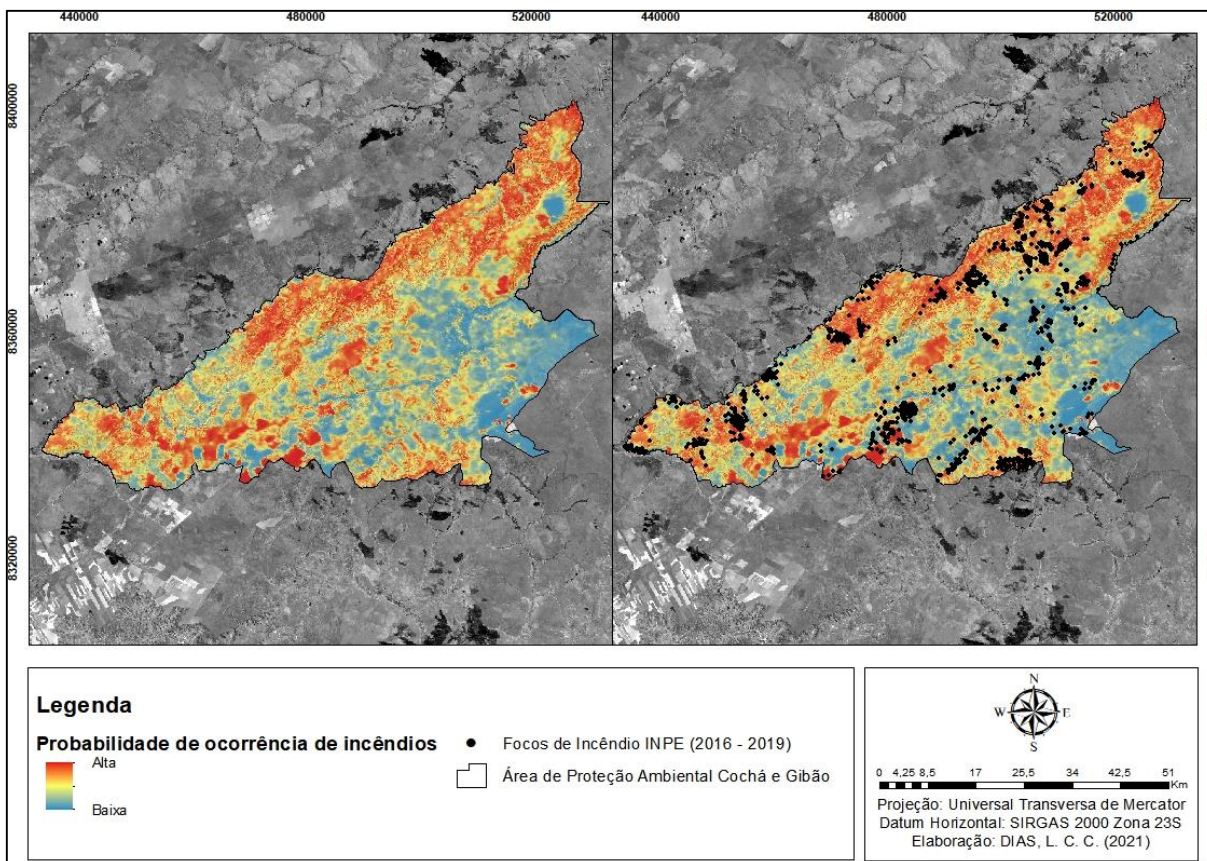 440000 480000 520000 440000 480000 520000
8400000
8360000
8320000
Legenda
Probabilidade de ocorrência de incêndios
Alta
Baixa
Focos de Incêndio INPE (2016 - 2019)
Área de Proteção Ambiental Cochá e Gibão
N
W E
S
0 4,25 8,5 17 25,5 34 42,5 51
Km
Projeção: Universal Transversa de Mercator
Datum Horizontal: SIRGAS 2000 Zona 23S
Elaboração: DIAS, L. C. C. (2021)